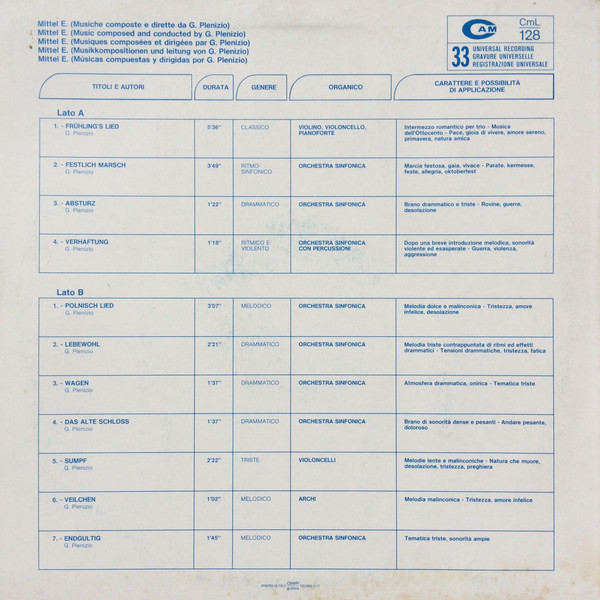 Mittel E. (Musiche composte e dirette da G. Plenizio)
Mittel E. (Music composed and conducted by G. Plenizio)
Mittel E. (Musiques composées et dirigées par G. Plenizio)
Mittel E. (Musikkompositionen und leitung von G. Plenizio)
Mittel E. (Músicas compuestas y dirigidas por G. Plenizio)
CAM
CmL
128
33
UNIVERSAL RECORDING
GRAVURE UNIVERSELLE
REGISTRAZIONE UNIVERSALE
TITOLI E AUTORI
DURATA
GENERE
ORGANICO
CARATTERE E POSSIBILITÀ
DI APPLICAZIONE
Lato A
1. - FRÜHLING'S LIED
G. Plenizio
5'36"
CLASSICO
VIOLINO, VIOLONCELLO,
PIANOFORTE
Intermezzo romantico per trio - Musica
dell'Ottocento - Pace, gioia di vivere, amore sereno,
primavera, natura amica
2. - FESTLICH MARSCH
G. Plenizio
3'49"
RITMO-
SINFONICO
ORCHESTRA SINFONICA
Marcia festosa, gaia, vivace - Parate, kermesse,
feste, allegria, oktoberfest
3. - ABSTURZ
G. Plenizio
1'22"
DRAMMATICO
ORCHESTRA SINFONICA
Brano drammatico e triste - Rovine, guerre,
desolazione
4. - VERHAFTUNG
G. Plenizio
1'18"
RITMICO E
VIOLENTO
ORCHESTRA SINFONICA
CON PERCUSSIONI
Dopo una breve introduzione melodica, sonorità
violente ed esasperate - Guerra, violenza,
aggressione
Lato B
1. - POLNISCH LIED
G. Plenizio
3'07"
MELODICO
ORCHESTRA SINFONICA
Melodia dolce e malinconica - Tristezza, amore
infelice, desolazione
2. - LEBEWOHL
G. Plenizio
2'21"
DRAMMATICO
ORCHESTRA SINFONICA
Melodia triste contrappuntata di ritmi ed effetti
drammatici - Tensioni drammatiche, tristezza, fatica
3. - WAGEN
G. Plenizio
1'37"
DRAMMATICO
ORCHESTRA SINFONICA
Atmosfera drammatica, onirica - Tematica triste
4. - DAS ALTE SCHLOSS
G. Plenizio
1'37"
DRAMMATICO
ORCHESTRA SINFONICA
Brano di sonorità dense e pesanti - Andare pesante,
doloroso
5. - SUMPF
G. Plenizio
2'22"
TRISTE
VIOLONCELLI
Melodie lente e malinconiche - Natura che muore,
desolazione, tristezza, preghiera
6. - VEILCHEN
G. Plenizio
1'02"
MELODICO
ARCHI
Melodia malinconica - Tristezza, amore infelice
7. - ENDGULTIG
G. Plenizio
1'45"
MELODICO
ORCHESTRA SINFONICA
Tematica triste, sonorità ampie
PRINTED IN ITALY